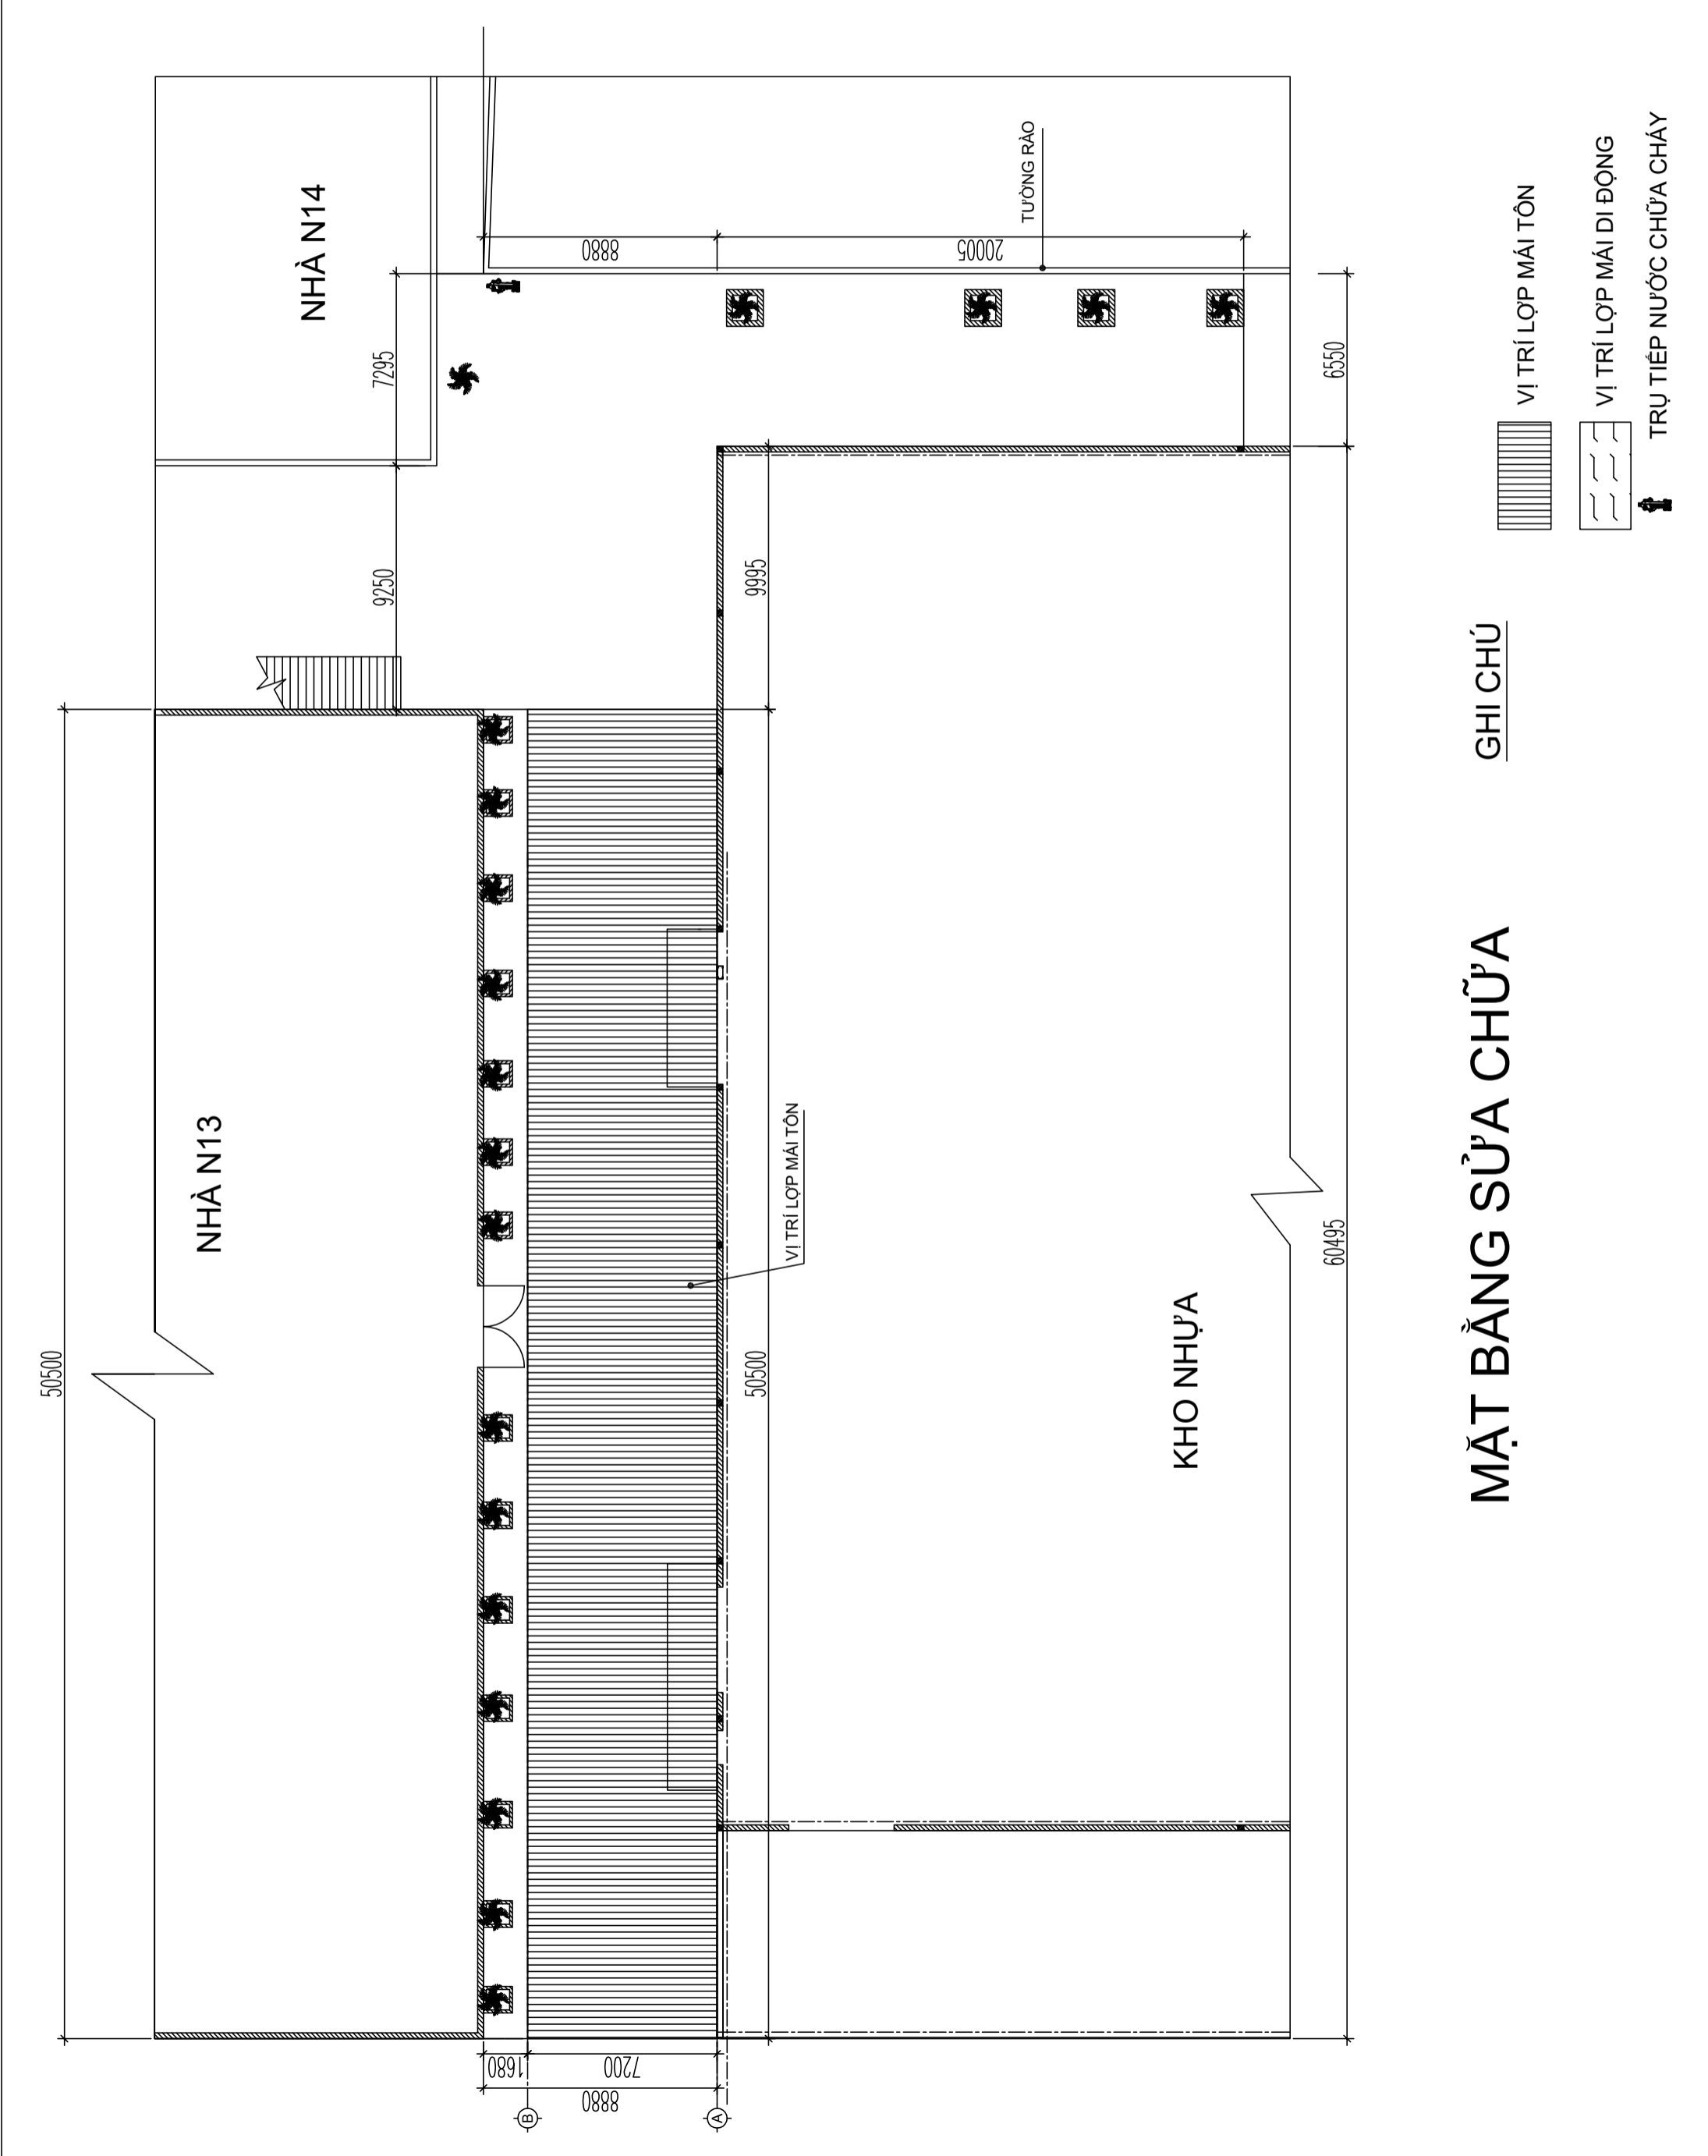 50500
NHÀ N13
NHÀ N14
9250
7295
1680
7200
8880
B
A
8880
20005
TƯỜNG RÀO
VỊ TRÍ LỢP MÁI TÔN
50500
9995
KHO NHỰA
60495
6550
MẶT BẰNG SỬA CHỮA
GHI CHÚ
VỊ TRÍ LỢP MÁI TÔN
VỊ TRÍ LỢP MÁI DI ĐỘNG
TRỤ TIẾP NƯỚC CHỮA CHÁY